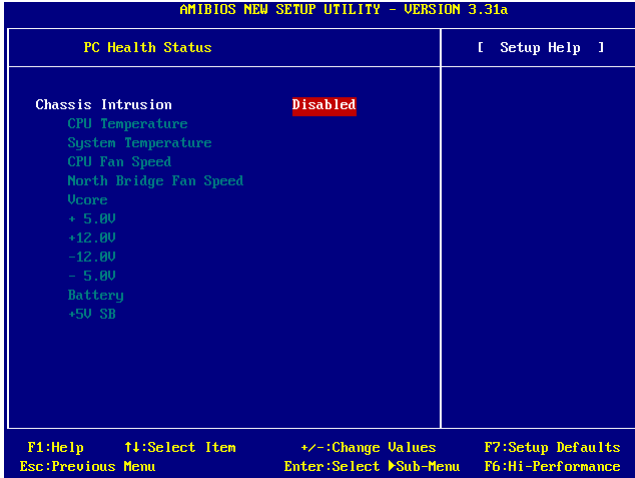 AMIBIOS NEW SETUP UTILITY - VERSION 3.31a
PC Health Status
[ Setup Help ]
Chassis Intrusion Disabled
CPU Temperature
System Temperature
CPU Fan Speed
North Bridge Fan Speed
Vcore
+ 5.0V
+12.0V
-12.0V
- 5.0V
Battery
+5V SB
F1:Help ↑↓:Select Item +/-:Change Values F7:Setup Defaults
Esc:Previous Menu Enter:Select ►Sub-Menu F6:Hi-Performance